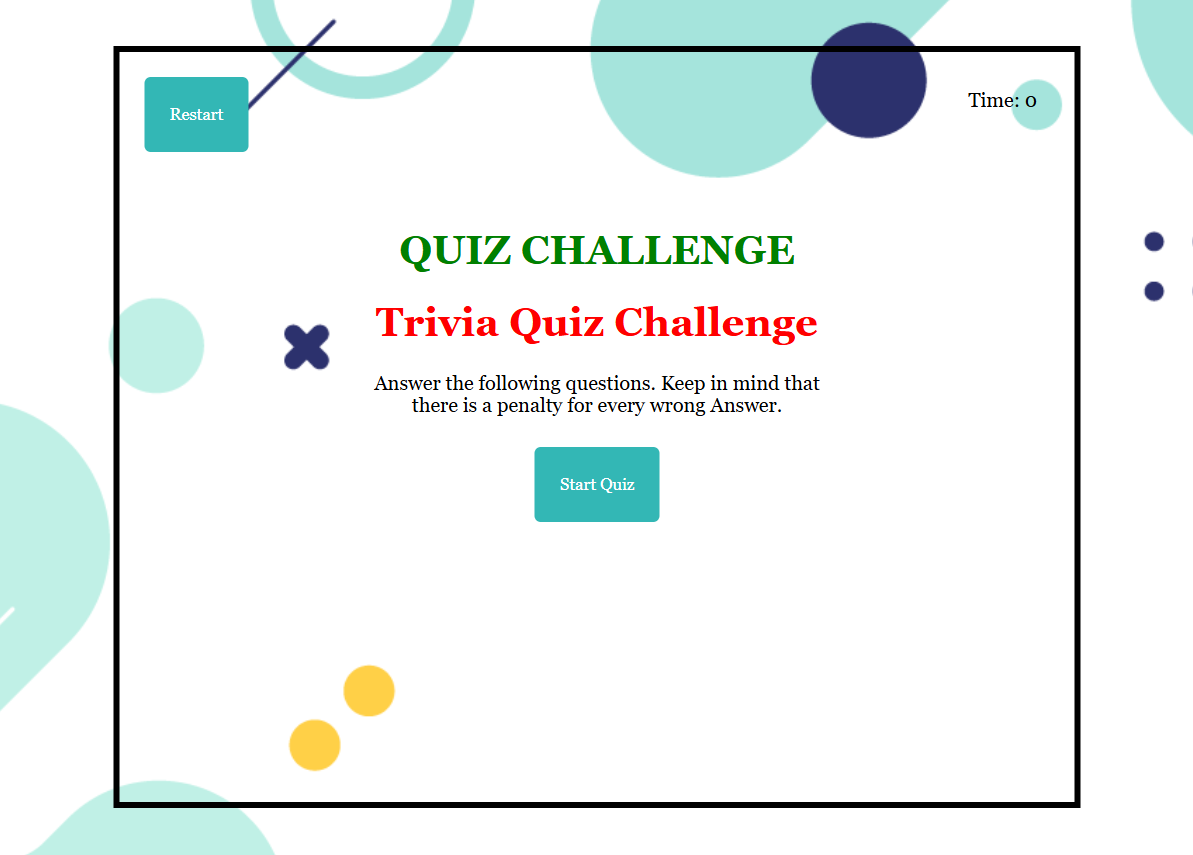 Restart
Time: 0
QUIZ CHALLENGE
Trivia Quiz Challenge
Answer the following questions. Keep in mind that
there is a penalty for every wrong Answer.
Start Quiz